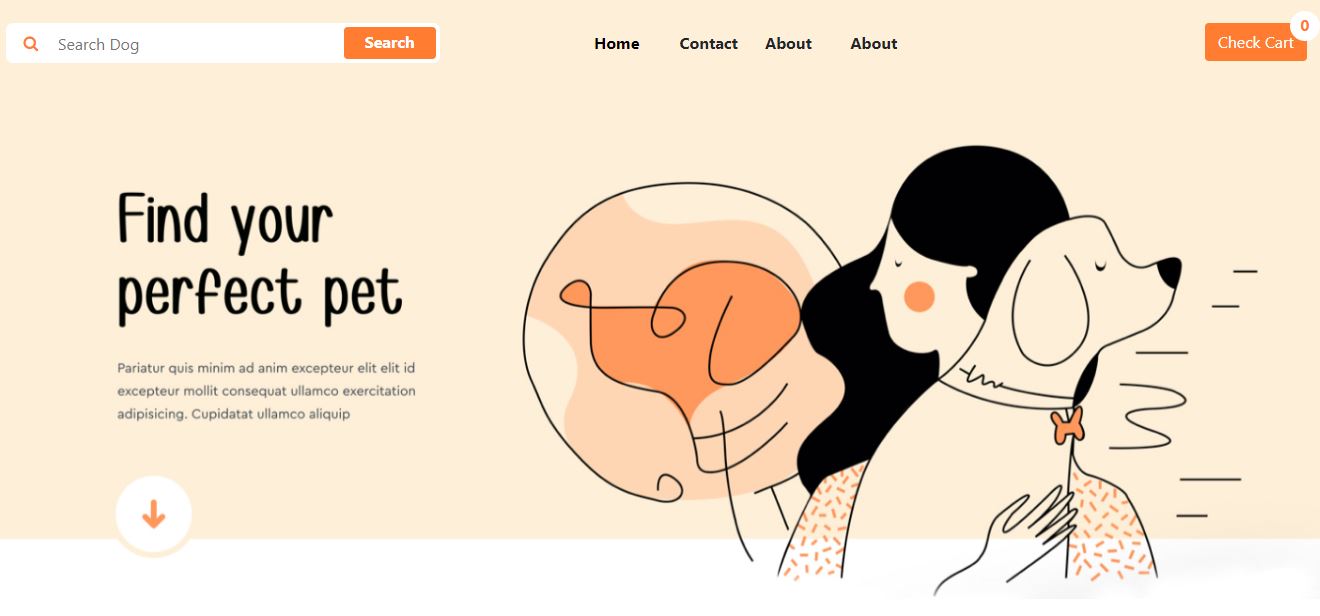 Search Dog
Search
Home
Contact
About
About
Check Cart
0
Find your
perfect pet
Pariatur quis minim ad anim excepteur elit elit id
excepteur mollit consequat ullamco exercitation
adipisicing. Cupidatat ullamco aliquip